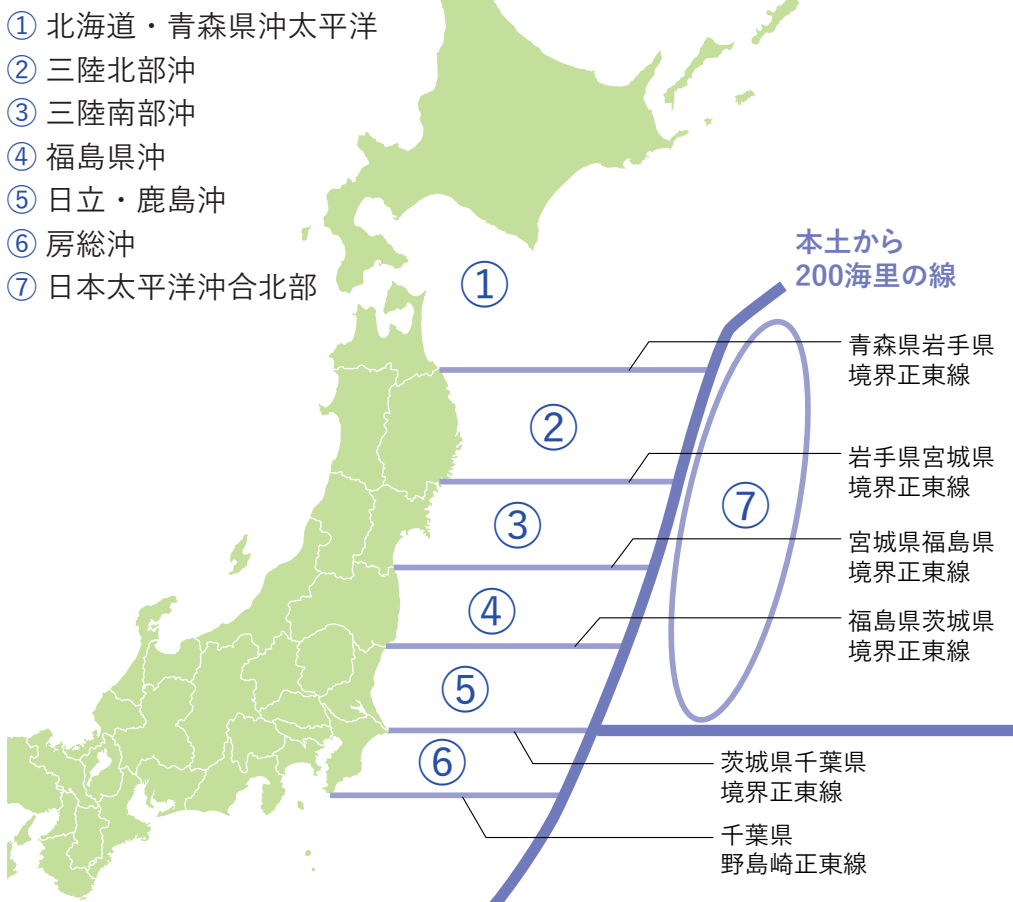 ① 北海道・青森県沖太平洋
② 三陸北部沖
③ 三陸南部沖
④ 福島県沖
⑤ 日立・鹿島沖
⑥ 房総沖
⑦ 日本太平洋沖合北部
本土から
200海里の線
①
青森県岩手県
境界正東線
②
岩手県宮城県
境界正東線
⑦
③
宮城県福島県
境界正東線
④
福島県茨城県
境界正東線
⑤
⑥
茨城県千葉県
境界正東線
千葉県
野島崎正東線